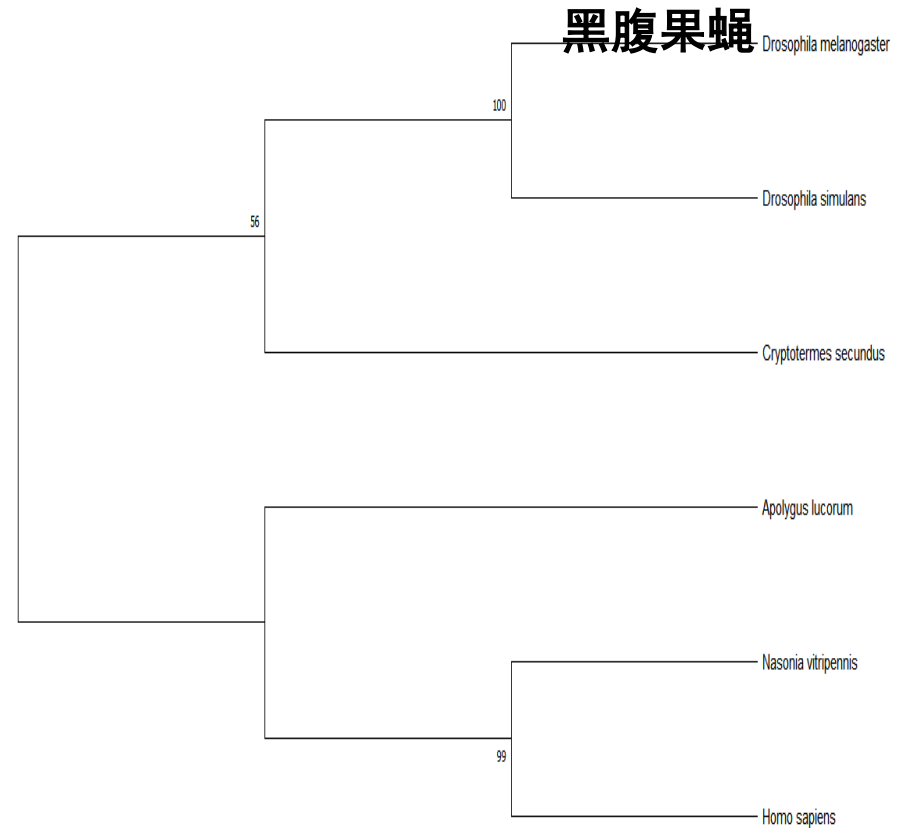 黑腹果蝇
Drosophila melanogaster
100
Drosophila simulans
56
Cryptotermes secundus
Apolygus lucorum
Nasonia vitripennis
99
Homo sapiens